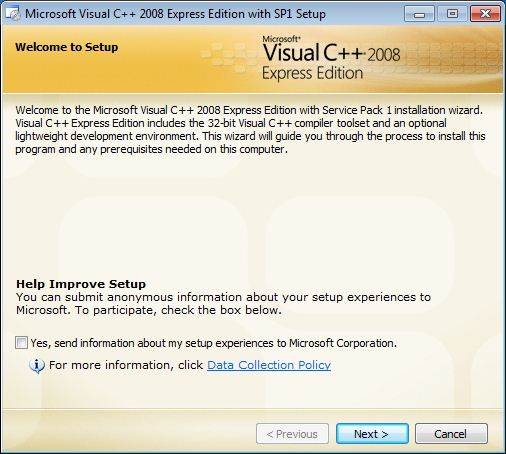 Microsoft Visual C++ 2008 Express Edition with SP1 Setup
Welcome to Setup
Microsoft®
Visual C++ 2008
Express Edition
Welcome to the Microsoft Visual C++ 2008 Express Edition with Service Pack 1 installation wizard.
Visual C++ Express Edition includes the 32-bit Visual C++ compiler toolset and an optional
lightweight development environment. This wizard will guide you through the process to install this
program and any prerequisites needed on this computer.
Help Improve Setup
You can submit anonymous information about your setup experiences to
Microsoft. To participate, check the box below.
Yes, send information about my setup experiences to Microsoft Corporation.
For more information, click Data Collection Policy
< Previous
Next >
Cancel